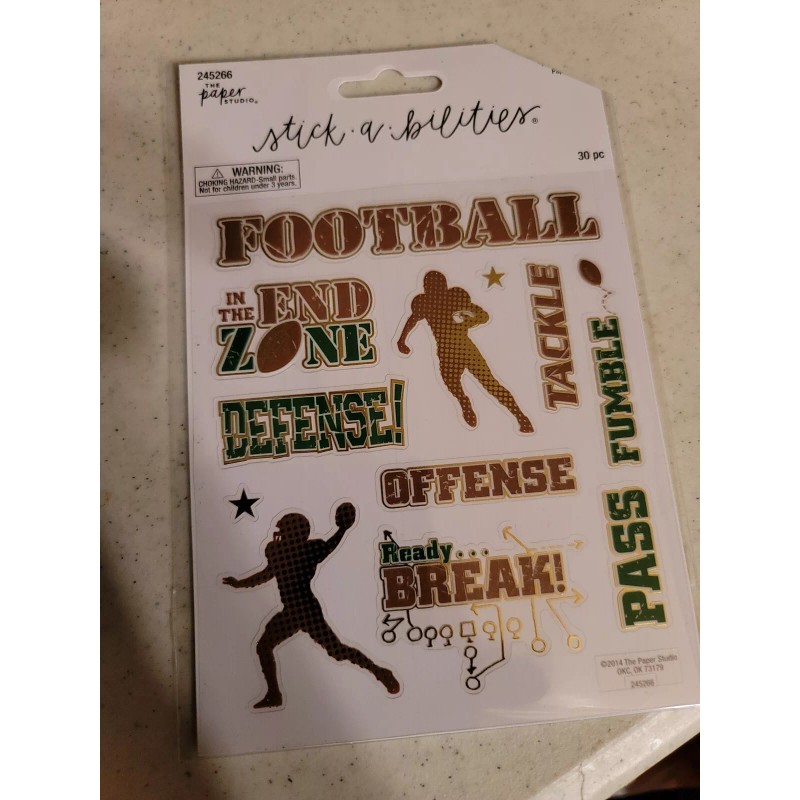 245266
THE
paper
STUDIO®
stick·a·bilities®
30 pc
WARNING:
CHOKING HAZARD-Small parts
Not for children under 3 years.
FOOTBALL
IN THE END
ZONE
TACKLE
FUMBLE
DEFENSE!
OFFENSE
PASS
Ready...
BREAK!
©2014 The Paper Studio
OKC, OK 73179
245266